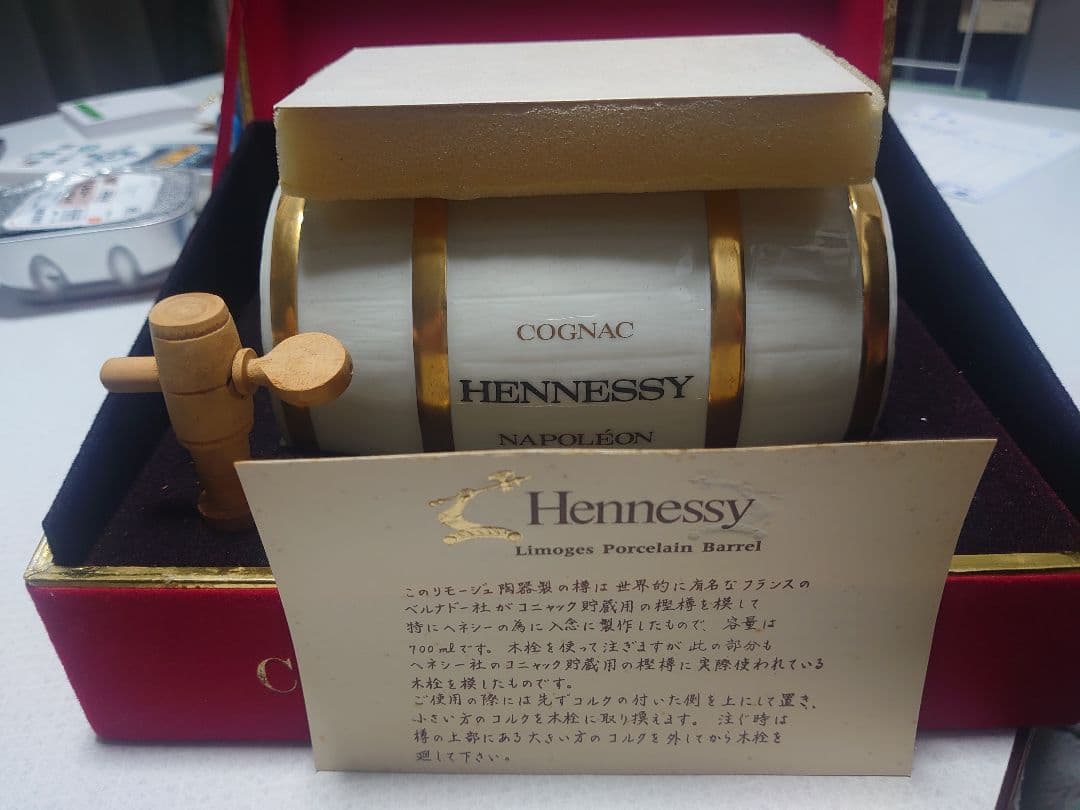 COGNAC
HENNESSY
NAPOLÉON
Hennessy
Limoges Porcelain Barrel
このリモージュ陶器製の樽は世界的に有名なフランスの
ベルナドー社がコニャック貯蔵用の樫樽を模して
特にヘネシーの為に入念に製作したもので 容量は
700mlです。木栓を使って注ぎますが此の部分も
ヘネシー社のコニャック貯蔵用の樫樽に実際使われている
木栓を模したものです。
ご使用の際には先ずコルクの付いた側を上にして置き、
小さい方のコルクを木栓に取り換えます。注ぐ時は
樽の上部にある大きい方のコルクを外してから木栓を
廻して下さい。
C